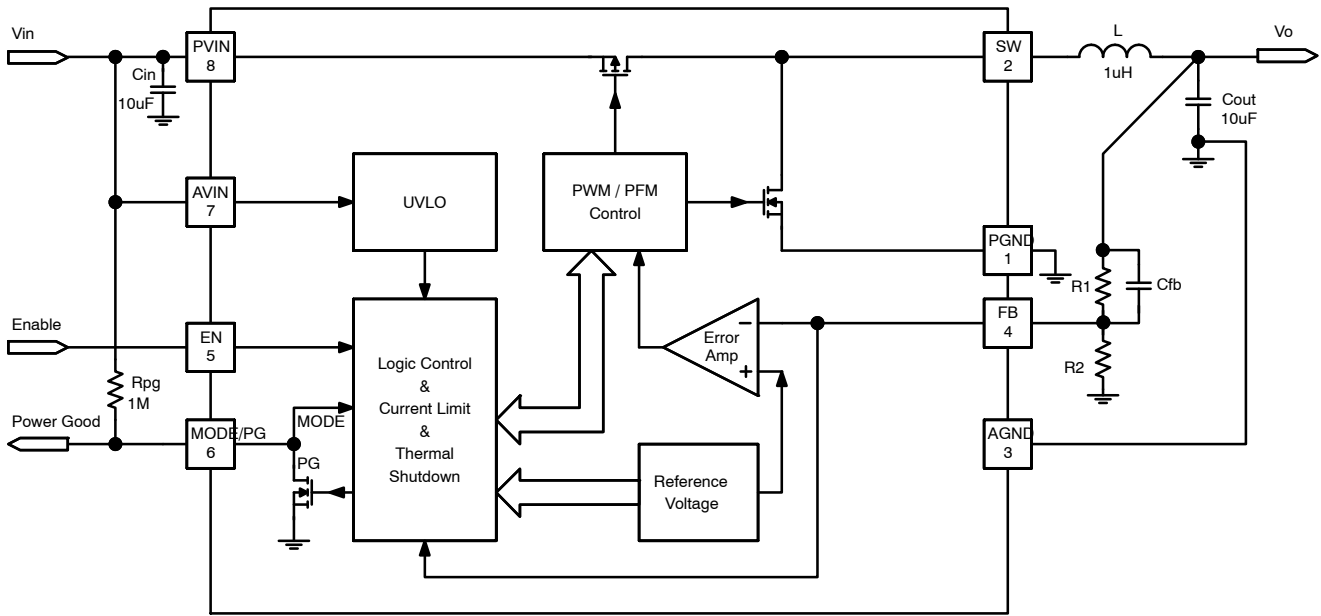 Vin
PVIN
8
Cin
10uF
SW
2
L
1uH
Vo
Cout
10uF
AVIN
7
UVLO
PWM / PFM
Control
PGND
1
R1
Cfb
Enable
EN
5
FB
4
R2
Error
Amp
−
+
Logic Control
&
Current Limit
&
Thermal
Shutdown
Rpg
1M
Power Good
MODE/PG
6
MODE
PG
AGND
3
Reference
Voltage